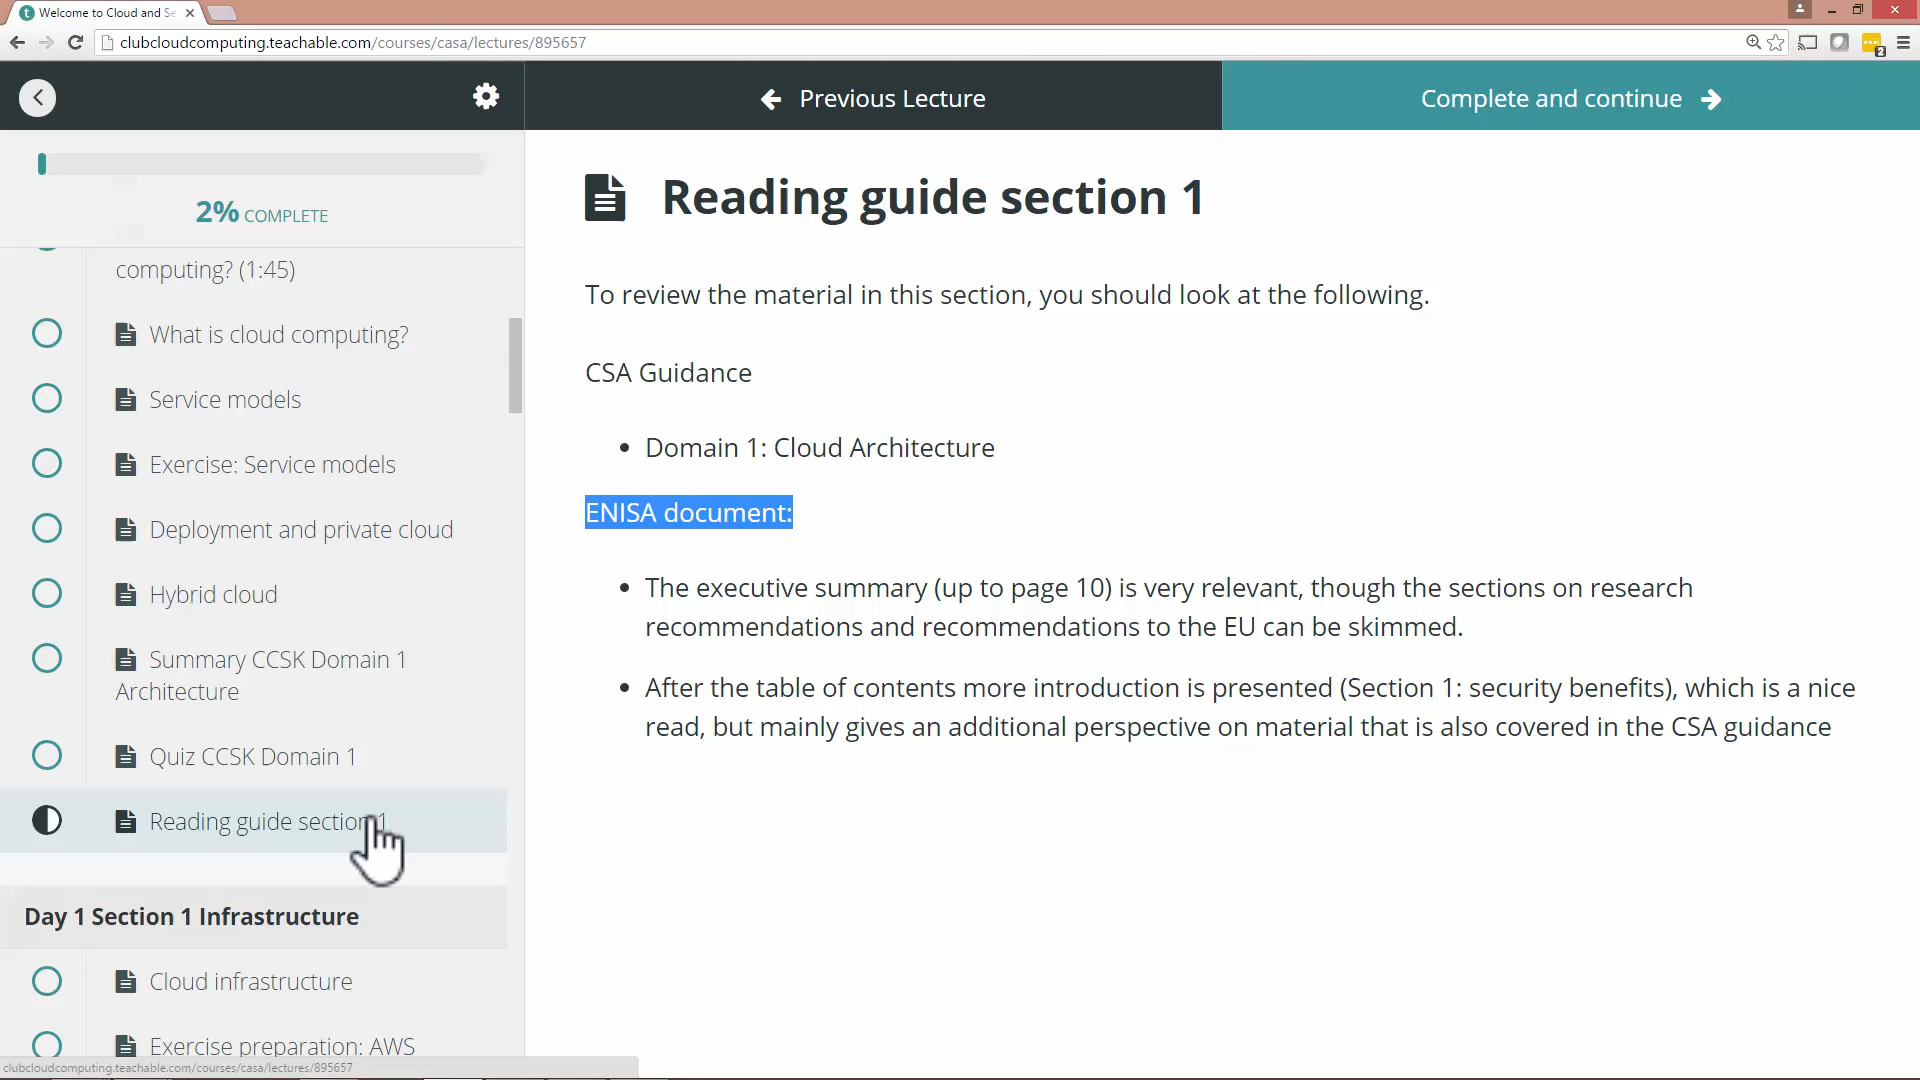 Welcome to Cloud and Se
clubcloudcomputing.teachable.com/courses/casa/lectures/895657
2
Previous Lecture
Complete and continue
2% COMPLETE
computing? (1:45)
What is cloud computing?
Service models
Exercise: Service models
Deployment and private cloud
Hybrid cloud
Summary CCSK Domain 1
Architecture
Quiz CCSK Domain 1
Reading guide section 1
Day 1 Section 1 Infrastructure
Cloud infrastructure
Exercise preparation: AWS
clubcloudcomputing.teachable.com/courses/casa/lectures/895657
Reading guide section 1
To review the material in this section, you should look at the following.
CSA Guidance
• Domain 1: Cloud Architecture
ENISA document:
• The executive summary (up to page 10) is very relevant, though the sections on research
recommendations and recommendations to the EU can be skimmed.
• After the table of contents more introduction is presented (Section 1: security benefits), which is a nice
read, but mainly gives an additional perspective on material that is also covered in the CSA guidance